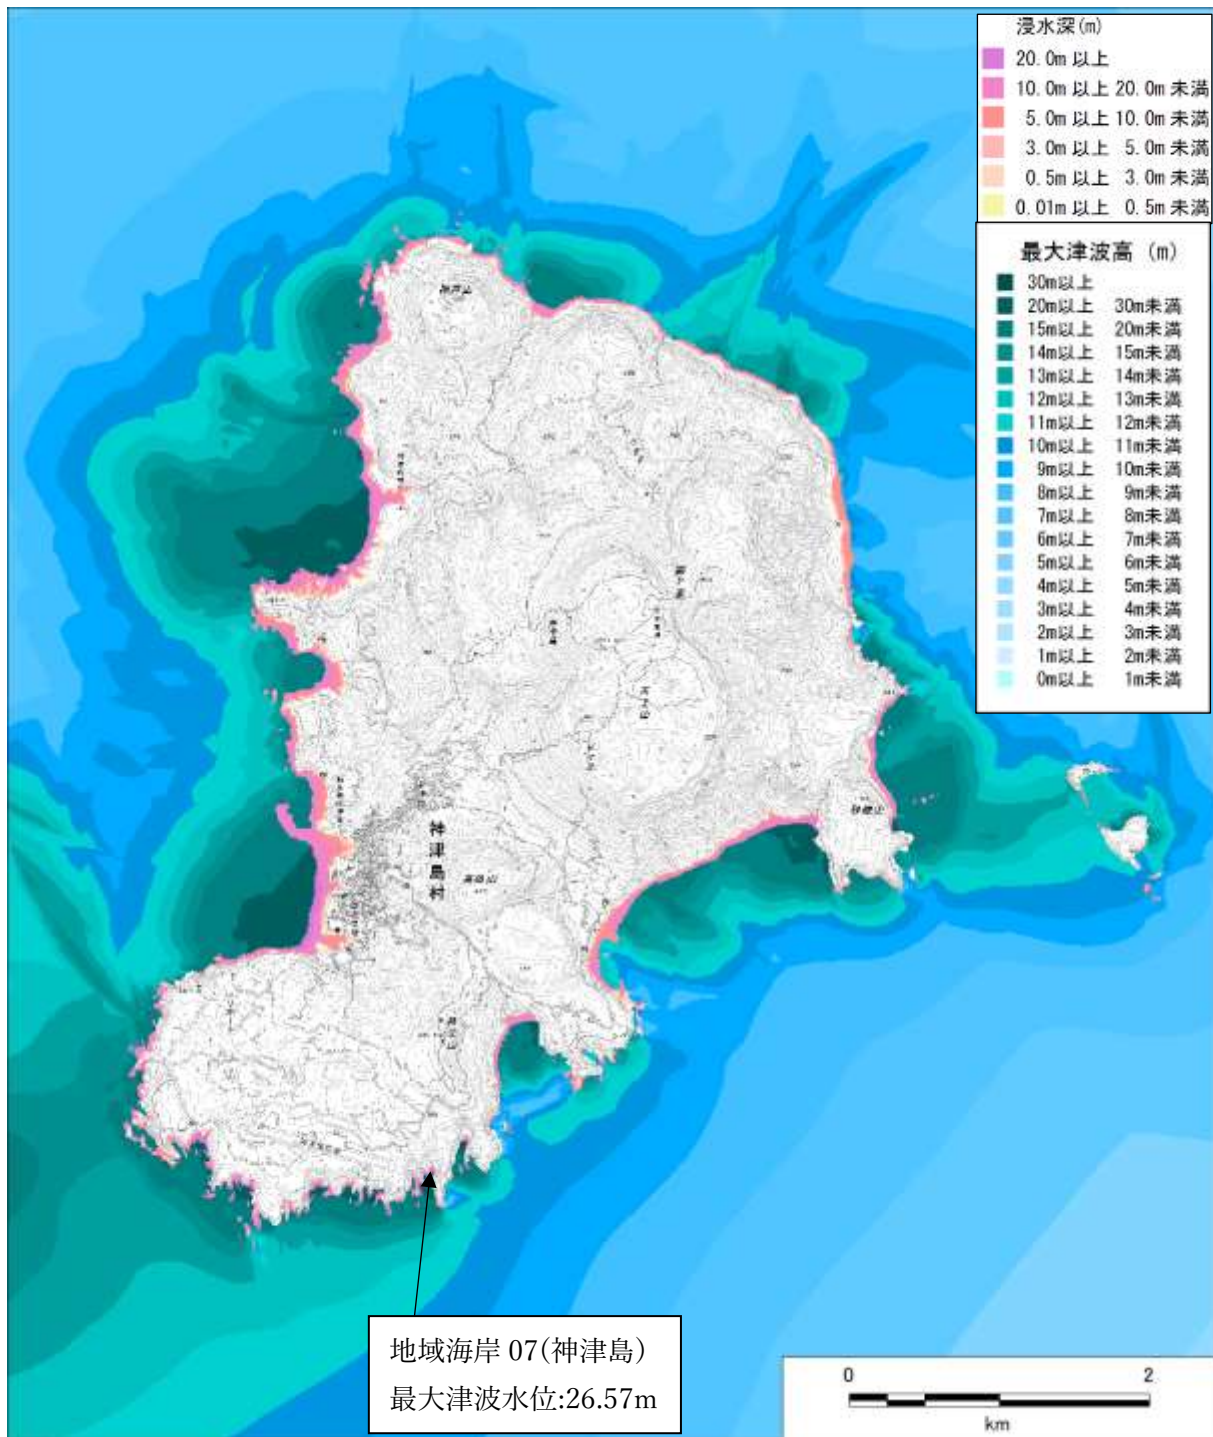 浸水深(m)
20.0m 以上
10.0m 以上 20.0m 未満
5.0m 以上 10.0m 未満
3.0m 以上 5.0m 未満
0.5m 以上 3.0m 未満
0.01m 以上 0.5m 未満
最大津波高 (m)
30m以上
20m以上 30m未満
15m以上 20m未満
14m以上 15m未満
13m以上 14m未満
12m以上 13m未満
11m以上 12m未満
10m以上 11m未満
9m以上 10m未満
8m以上 9m未満
7m以上 8m未満
6m以上 7m未満
5m以上 6m未満
4m以上 5m未満
3m以上 4m未満
2m以上 3m未満
1m以上 2m未満
0m以上 1m未満
神津島村
地域海岸 07(神津島)
最大津波水位:26.57m
0 2
km